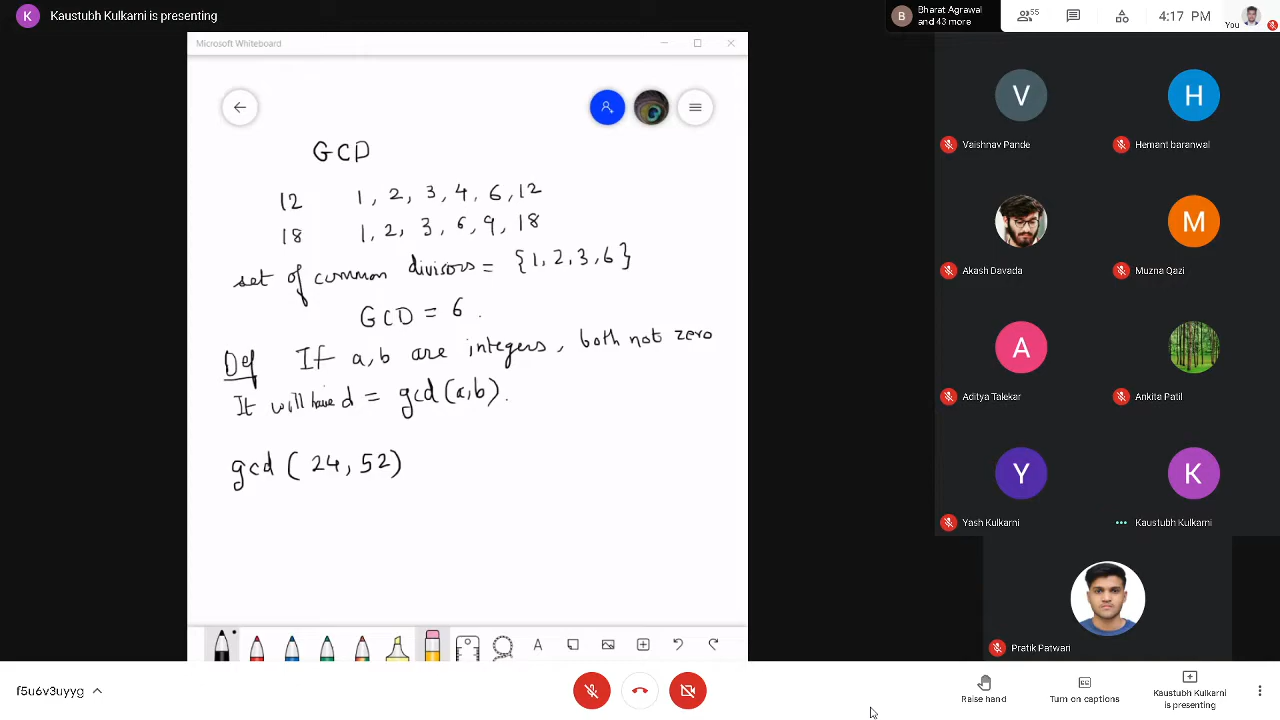 K Kaustubh Kulkarni is presenting
B Bharat Agrawal
and 43 more
55
4:17 PM
You
Microsoft Whiteboard
GCD
12 1, 2, 3, 4, 6, 12
18 1, 2, 3, 6, 9, 18
set of common divisors = {1, 2, 3, 6}
GCD = 6.
Def If a,b are integers, both not zero
It will have d = gcd(a,b).
gcd ( 24, 52)
V
Vaishnav Pande
H
Hemant baranwal
Akash Davada
M
Muzna Qazi
A
Aditya Talekar
Ankita Patil
Y
Yash Kulkarni
K
Kaustubh Kulkarni
Pratik Patwari
A
f5u6v3uyyg
Raise hand
Turn on captions
Kaustubh Kulkarni
is presenting